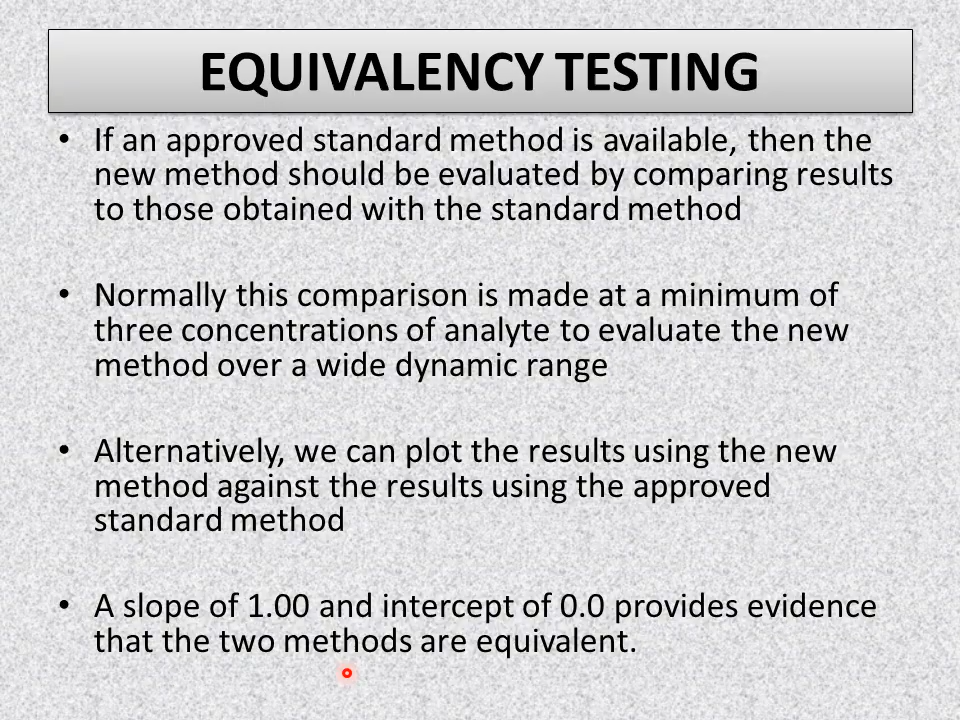 EQUIVALENCY TESTING
• If an approved standard method is available, then the
new method should be evaluated by comparing results
to those obtained with the standard method
• Normally this comparison is made at a minimum of
three concentrations of analyte to evaluate the new
method over a wide dynamic range
• Alternatively, we can plot the results using the new
method against the results using the approved
standard method
• A slope of 1.00 and intercept of 0.0 provides evidence
that the two methods are equivalent.